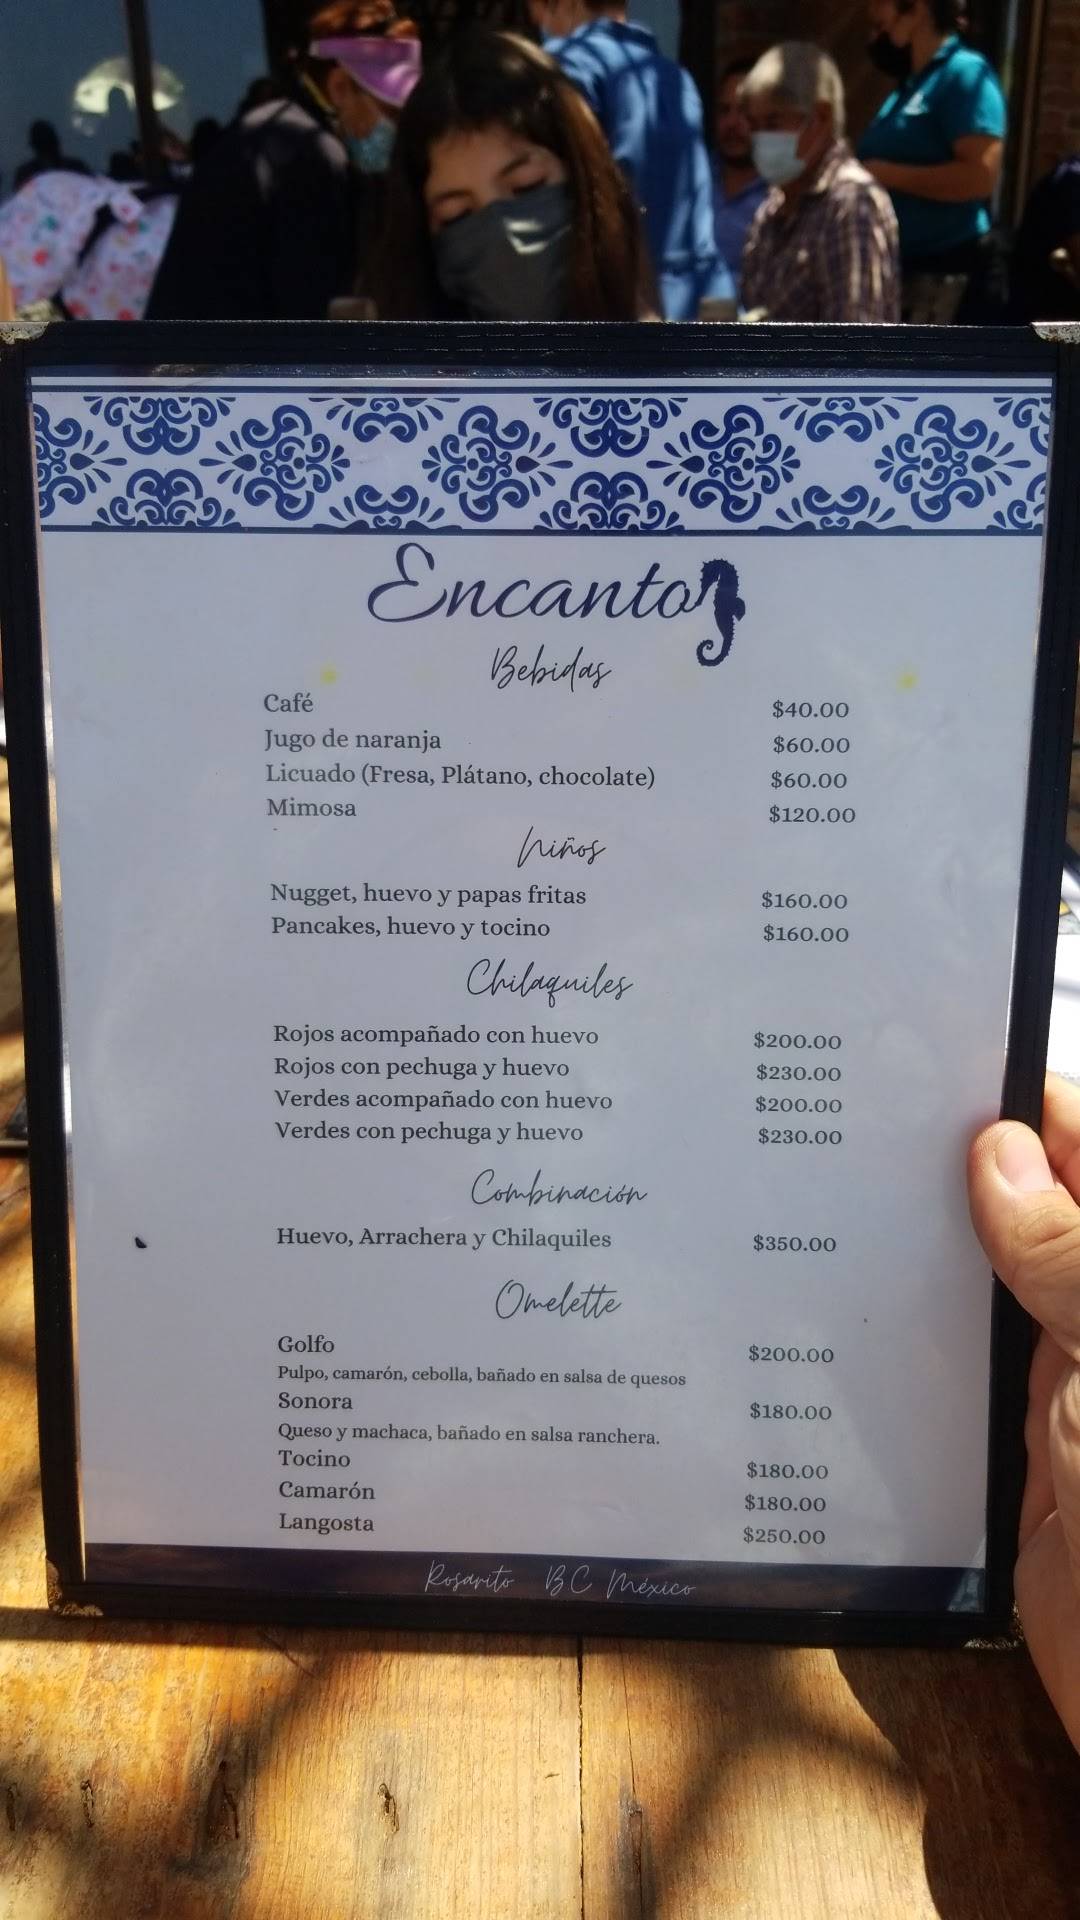 Encanto
Bebidas
Café $40.00
Jugo de naranja $60.00
Licuado (Fresa, Plátano, chocolate) $60.00
Mimosa $120.00
Niños
Nugget, huevo y papas fritas $160.00
Pancakes, huevo y tocino $160.00
Chilaquiles
Rojos acompañado con huevo $200.00
Rojos con pechuga y huevo $230.00
Verdes acompañado con huevo $200.00
Verdes con pechuga y huevo $230.00
Combinación
Huevo, Arrachera y Chilaquiles $350.00
Omelette
Golfo $200.00
Pulpo, camarón, cebolla, bañado en salsa de quesos
Sonora $180.00
Queso y machaca, bañado en salsa ranchera.
Tocino $180.00
Camarón $180.00
Langosta $250.00
Rosarito BC México